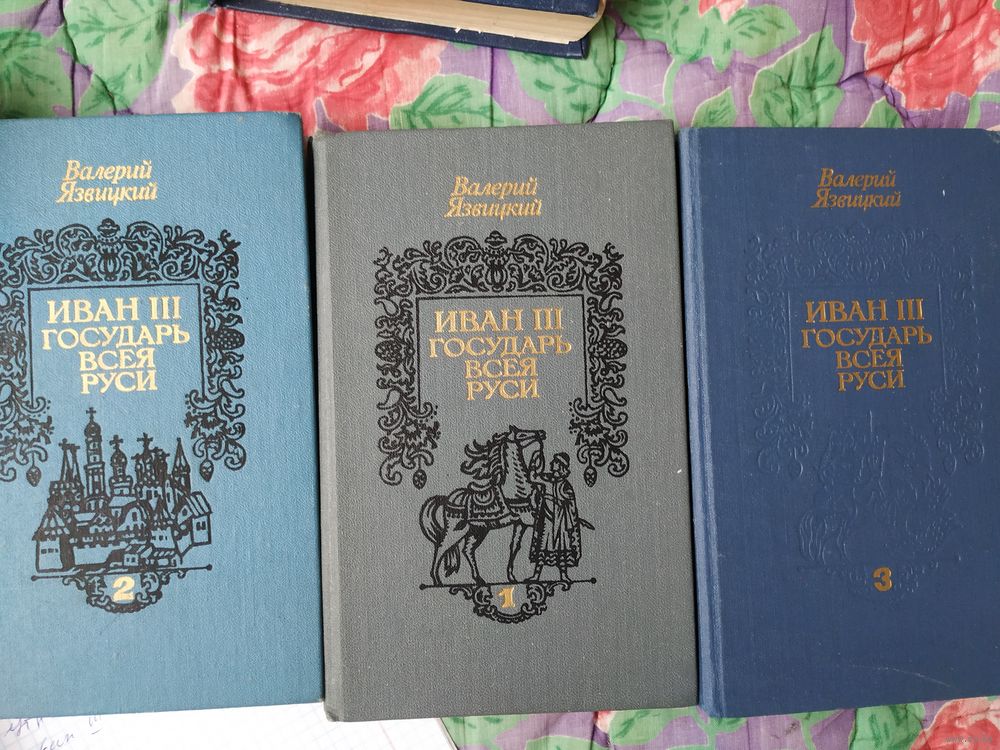 Валерий
Язвицкий
ИВАН III
ГОСУДАРЬ
ВСЕЯ
РУСИ
2
Валерий
Язвицкий
ИВАН III
ГОСУДАРЬ
ВСЕЯ
РУСИ
1
Валерий
Язвицкий
ИВАН III
ГОСУДАРЬ
ВСЕЯ
РУСИ
3